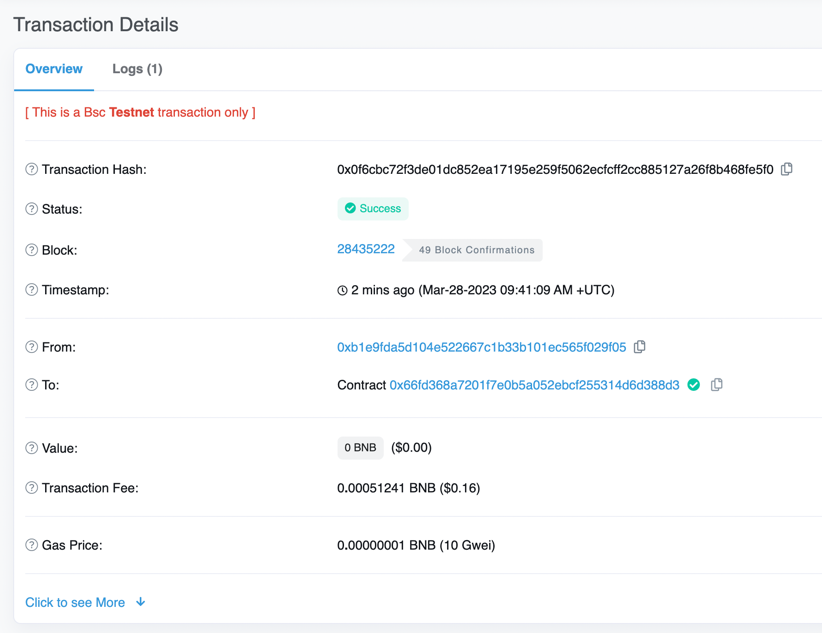 Transaction Details
Overview Logs (1)
[ This is a Bsc Testnet transaction only ]
Transaction Hash: 0x0f6cbc72f3de01dc852ea17195e259f5062ecfcff2cc885127a26f8b468fe5f0
Status: Success
Block: 28435222 49 Block Confirmations
Timestamp: 2 mins ago (Mar-28-2023 09:41:09 AM +UTC)
From: 0xb1e9fda5d104e522667c1b33b101ec565f029f05
To: Contract 0x66fd368a7201f7e0b5a052ebcf255314d6d388d3
Value: 0 BNB ($0.00)
Transaction Fee: 0.00051241 BNB ($0.16)
Gas Price: 0.00000001 BNB (10 Gwei)
Click to see More